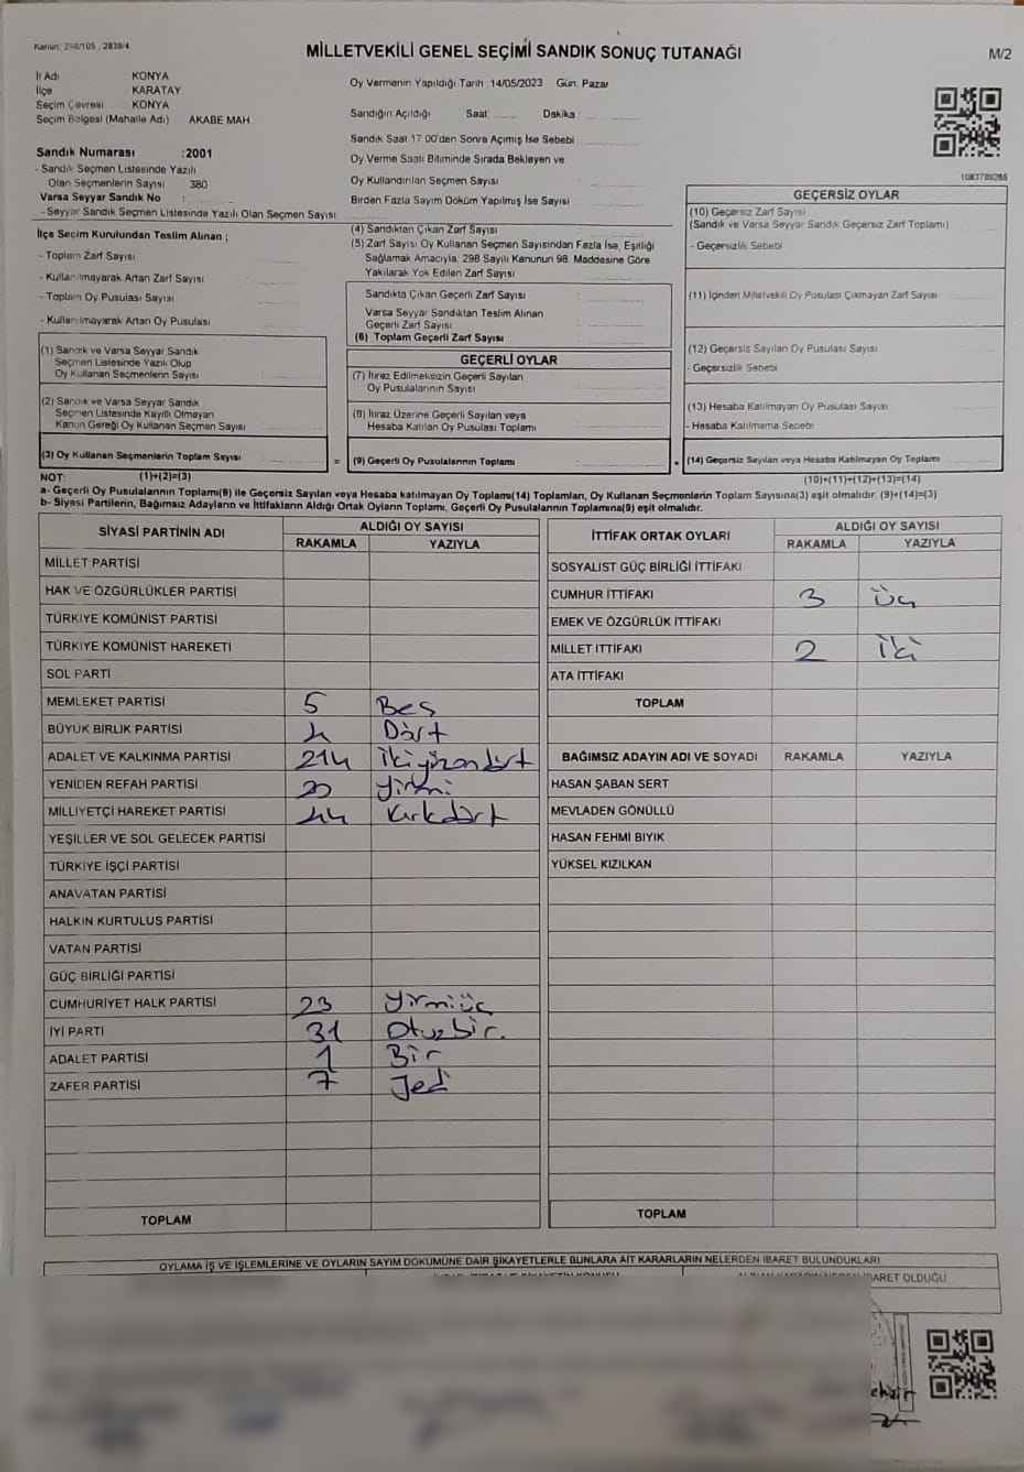 Kanun: 298/105 , 2839/4
MİLLETVEKİLİ GENEL SEÇİMİ SANDIK SONUÇ TUTANAĞI
M/2
İl Adı KONYA
İlçe KARATAY
Seçim Çevresi KONYA
Seçim Bölgesi (Mahalle Adı) AKABE MAH.
Sandık Numarası :2001
- Sandık Seçmen Listesinde Yazılı
Olan Seçmenlerin Sayısı 380
Varsa Seyyar Sandık No :
- Seyyar Sandık Seçmen Listesinde Yazılı Olan Seçmen Sayısı
İlçe Seçim Kurulundan Teslim Alınan ;
- Toplam Zarf Sayısı
- Kullanılmayarak Artan Zarf Sayısı
- Toplam Oy Pusulası Sayısı
- Kullanılmayarak Artan Oy Pusulası
(1) Sandık ve Varsa Seyyar Sandık
Seçmen Listesinde Yazılı Olup
Oy Kullanan Seçmenlerin Sayısı
(2) Sandık ve Varsa Seyyar Sandık
Seçmen Listesinde Kayıtlı Olmayan
Kanun Gereği Oy Kullanan Seçmen Sayısı
(3) Oy Kullanan Seçmenlerin Toplam Sayısı
Oy Vermenin Yapıldığı Tarih :14/05/2023 Gün: Pazar
Sandığın Açıldığı Saat: Dakika :
Sandık Saat 17:00'den Sonra Açılmış İse Sebebi
Oy Verme Saati Bitiminde Sırada Bekleyen ve
Oy Kullandırılan Seçmen Sayısı
Birden Fazla Sayım Döküm Yapılmış İse Sayısı
(4) Sandıktan Çıkan Zarf Sayısı
(5) Zarf Sayısı Oy Kullanan Seçmen Sayısından Fazla İse, Eşitliği
Sağlamak Amacıyla, 298 Sayılı Kanunun 98. Maddesine Göre
Yakılarak Yok Edilen Zarf Sayısı
Sandıkta Çıkan Geçerli Zarf Sayısı
Varsa Seyyar Sandıktan Teslim Alınan
Geçerli Zarf Sayısı
(6) Toplam Geçerli Zarf Sayısı
GEÇERLİ OYLAR
(7) İtiraz Edilmeksizin Geçerli Sayılan
Oy Pusulalarının Sayısı
(8) İtiraz Üzerine Geçerli Sayılan veya
Hesaba Katılan Oy Pusulası Toplamı
= (9) Geçerli Oy Pusulalarının Toplamı
1083789285
GEÇERSİZ OYLAR
(10) Geçersiz Zarf Sayısı
(Sandık ve Varsa Seyyar Sandık Geçersiz Zarf Toplamı)
- Geçersizlik Sebebi
(11) İçinden Milletvekili Oy Pusulası Çıkmayan Zarf Sayısı
(12) Geçersiz Sayılan Oy Pusulası Sayısı
- Geçersizlik Sebebi
(13) Hesaba Katılmayan Oy Pusulası Sayısı
- Hesaba Katılmama Sebebi
+ (14) Geçersiz Sayılan veya Hesaba Katılmayan Oy Toplamı
NOT: (1)+(2)=(3)
(10)+(11)+(12)+(13)=(14)
a- Geçerli Oy Pusulalarının Toplamı(9) ile Geçersiz Sayılan veya Hesaba katılmayan Oy Toplamı(14) Toplamları, Oy Kullanan Seçmenlerin Toplam Sayısına(3) eşit olmalıdır. (9)+(14)=(3)
b- Siyasi Partilerin, Bağımsız Adayların ve İttifakların Aldığı Ortak Oyların Toplamı, Geçerli Oy Pusulalarının Toplamına(9) eşit olmalıdır.
SİYASİ PARTİNİN ADI ALDIĞI OY SAYISI
RAKAMLA YAZIYLA
MİLLET PARTİSİ
HAK VE ÖZGÜRLÜKLER PARTİSİ
TÜRKİYE KOMÜNİST PARTİSİ
TÜRKİYE KOMÜNİST HAREKETİ
SOL PARTİ
MEMLEKET PARTİSİ 5 Beş
BÜYÜK BİRLİK PARTİSİ 4 Dört
ADALET VE KALKINMA PARTİSİ 214 ikiyüzondört
YENİDEN REFAH PARTİSİ 20 yirmi
MİLLİYETÇİ HAREKET PARTİSİ 44 Kırkdört
YEŞİLLER VE SOL GELECEK PARTİSİ
TÜRKİYE İŞÇİ PARTİSİ
ANAVATAN PARTİSİ
HALKIN KURTULUŞ PARTİSİ
VATAN PARTİSİ
GÜÇ BİRLİĞİ PARTİSİ
CUMHURİYET HALK PARTİSİ 23 yirmiüç
İYİ PARTİ 31 Otuzbir.
ADALET PARTİSİ 1 Bir
ZAFER PARTİSİ 7 Yedi
TOPLAM
İTTİFAK ORTAK OYLARI ALDIĞI OY SAYISI
RAKAMLA YAZIYLA
SOSYALİST GÜÇ BİRLİĞİ İTTİFAKI
CUMHUR İTTİFAKI 3 üç
EMEK VE ÖZGÜRLÜK İTTİFAKI
MİLLET İTTİFAKI 2 iki
ATA İTTİFAKI
TOPLAM
BAĞIMSIZ ADAYIN ADI VE SOYADI RAKAMLA YAZIYLA
HASAN ŞABAN SERT
MEVLADEN GÖNÜLLÜ
HASAN FEHMİ BIYIK
YÜKSEL KIZILKAN
TOPLAM
OYLAMA İŞ VE İŞLEMLERİNE VE OYLARIN SAYIM DÖKÜMÜNE DAİR ŞİKAYETLERLE BUNLARA AİT KARARLARIN NELERDEN İBARET BULUNDUKLARI
OLDUĞU